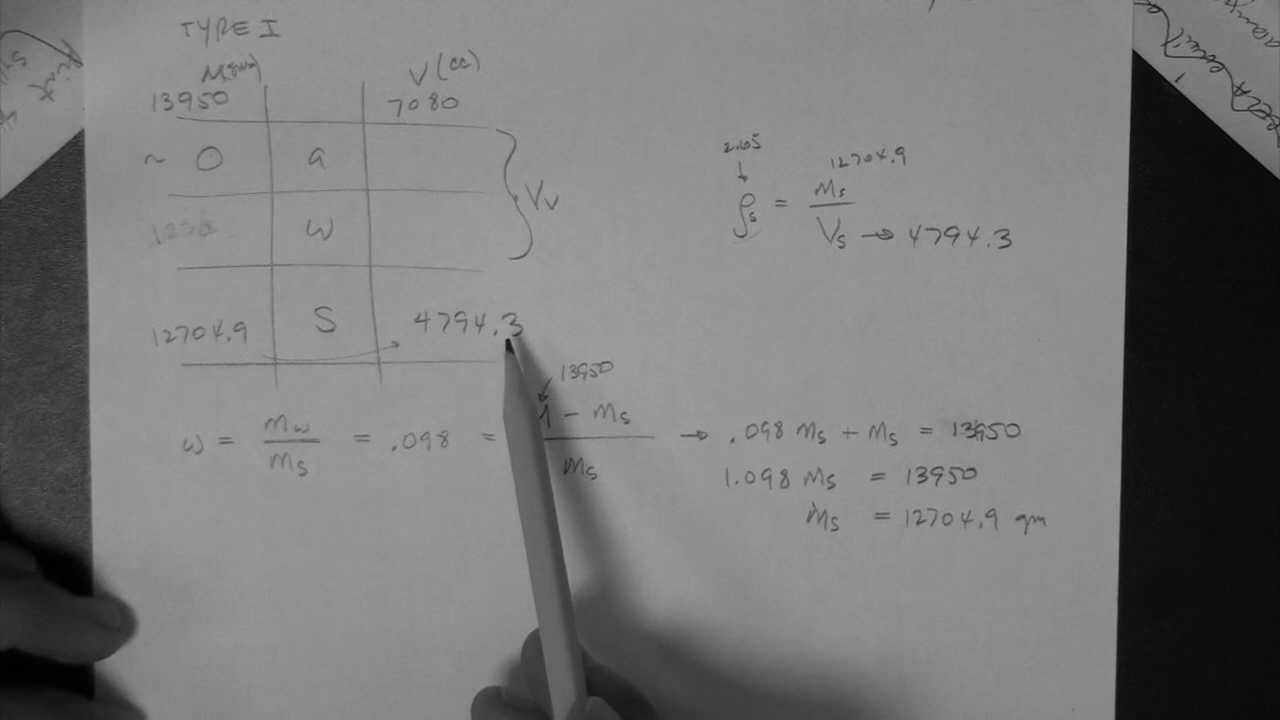 TYPE I
M(gm) V (cc)
13950 7080
~ O a
Vv
w
12704.9 S 4794.3
2.65
12704.9
ρs = Ms / Vs → 4794.3
13950
w = Mw / Ms = .098 = - Ms / Ms → .098 Ms + Ms = 13950
1.098 Ms = 13950
Ms = 12704.9 gm